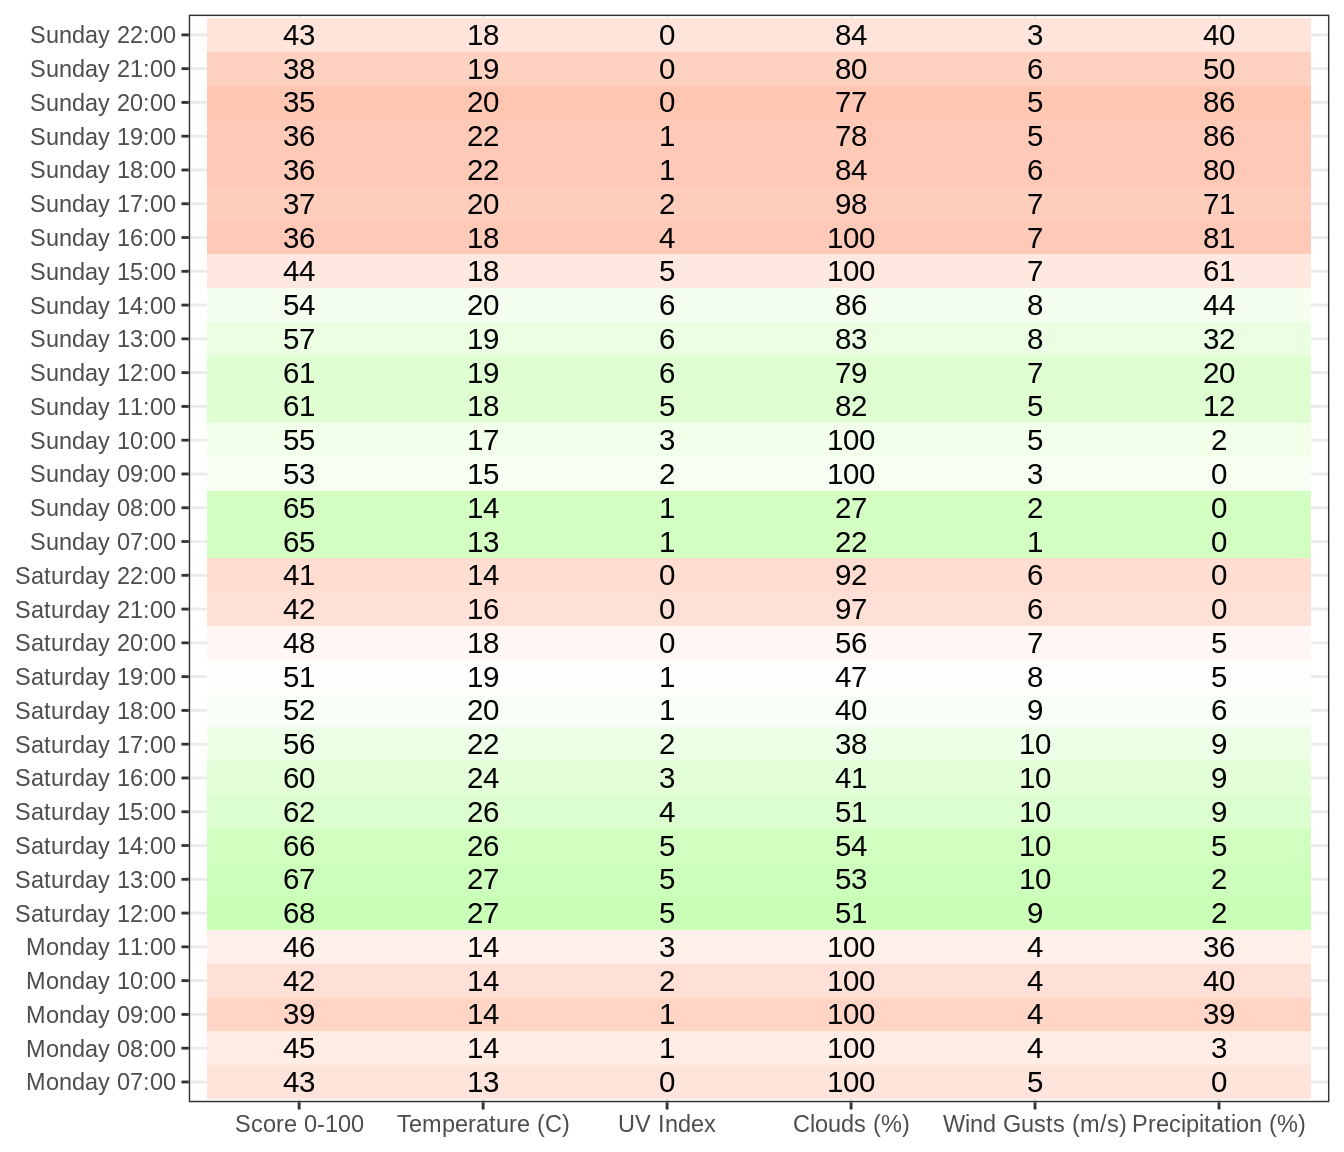 Sunday 22:00 43 18 0 84 3 40
Sunday 21:00 38 19 0 80 6 50
Sunday 20:00 35 20 0 77 5 86
Sunday 19:00 36 22 1 78 5 86
Sunday 18:00 36 22 1 84 6 80
Sunday 17:00 37 20 2 98 7 71
Sunday 16:00 36 18 4 100 7 81
Sunday 15:00 44 18 5 100 7 61
Sunday 14:00 54 20 6 86 8 44
Sunday 13:00 57 19 6 83 8 32
Sunday 12:00 61 19 6 79 7 20
Sunday 11:00 61 18 5 82 5 12
Sunday 10:00 55 17 3 100 5 2
Sunday 09:00 53 15 2 100 3 0
Sunday 08:00 65 14 1 27 2 0
Sunday 07:00 65 13 1 22 1 0
Saturday 22:00 41 14 0 92 6 0
Saturday 21:00 42 16 0 97 6 0
Saturday 20:00 48 18 0 56 7 5
Saturday 19:00 51 19 1 47 8 5
Saturday 18:00 52 20 1 40 9 6
Saturday 17:00 56 22 2 38 10 9
Saturday 16:00 60 24 3 41 10 9
Saturday 15:00 62 26 4 51 10 9
Saturday 14:00 66 26 5 54 10 5
Saturday 13:00 67 27 5 53 10 2
Saturday 12:00 68 27 5 51 9 2
Monday 11:00 46 14 3 100 4 36
Monday 10:00 42 14 2 100 4 40
Monday 09:00 39 14 1 100 4 39
Monday 08:00 45 14 1 100 4 3
Monday 07:00 43 13 0 100 5 0
Score 0-100 Temperature (C) UV Index Clouds (%) Wind Gusts (m/s) Precipitation (%)